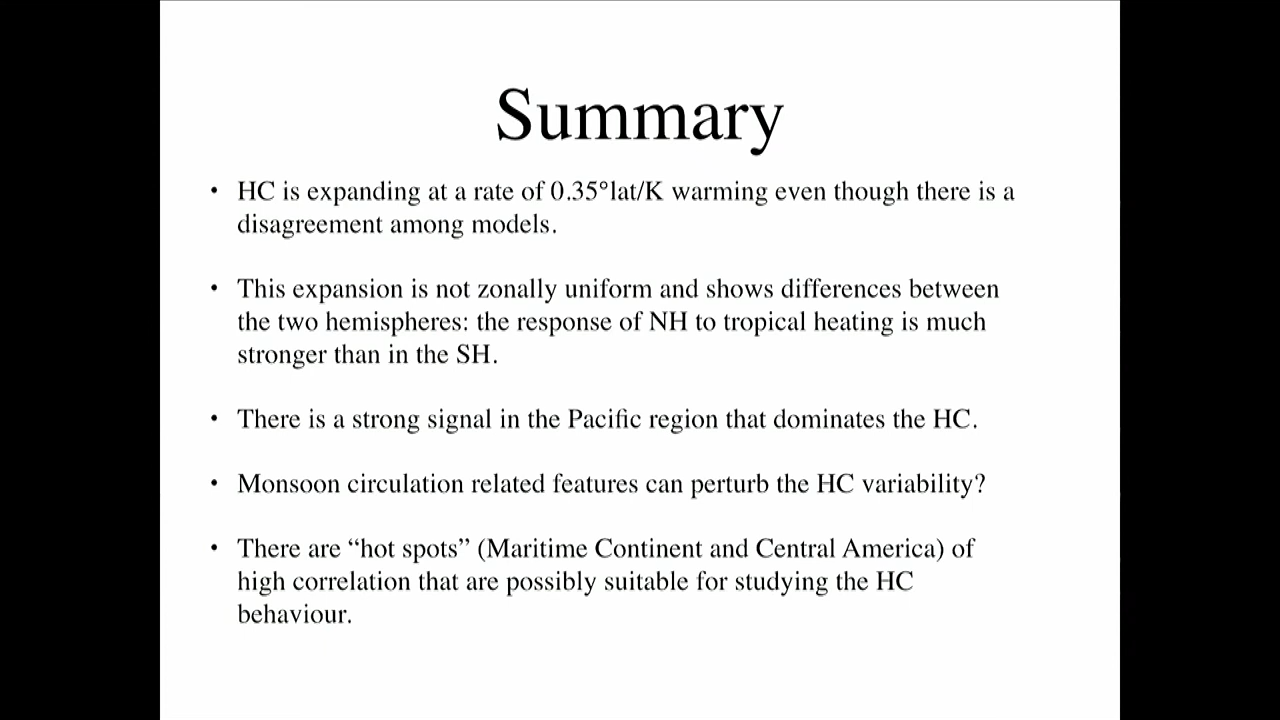 Summary
• HC is expanding at a rate of 0.35°lat/K warming even though there is a
disagreement among models.
• This expansion is not zonally uniform and shows differences between
the two hemispheres: the response of NH to tropical heating is much
stronger than in the SH.
• There is a strong signal in the Pacific region that dominates the HC.
• Monsoon circulation related features can perturb the HC variability?
• There are “hot spots” (Maritime Continent and Central America) of
high correlation that are possibly suitable for studying the HC
behaviour.